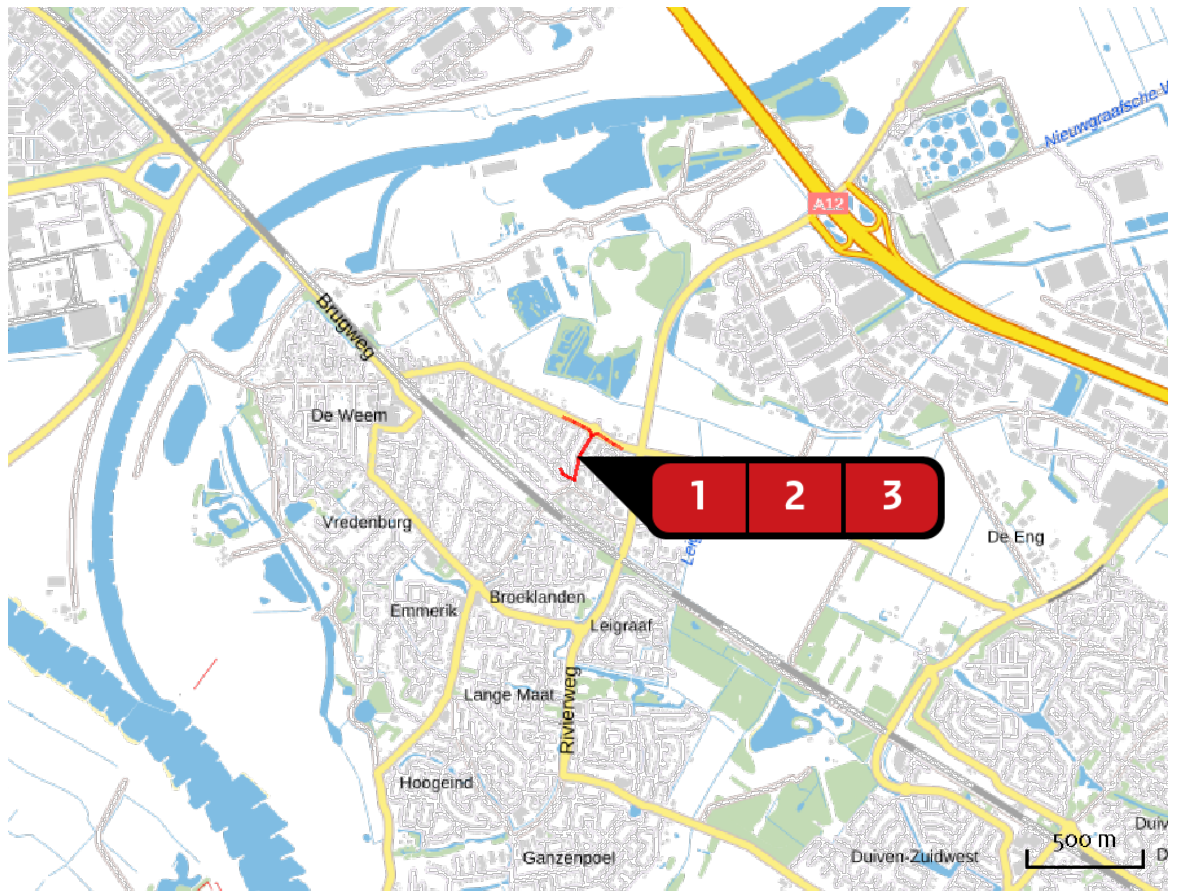 Nieuwgraafsche
A12
Brugweg
De Weem
1 2 3
Vredenburg
De Eng
Emmerik
Broeklanden
Leigraaf
Lange Maat
Rivierweg
Hoogeind
500 m
Ganzenpoel
Duiven-Zuidwest